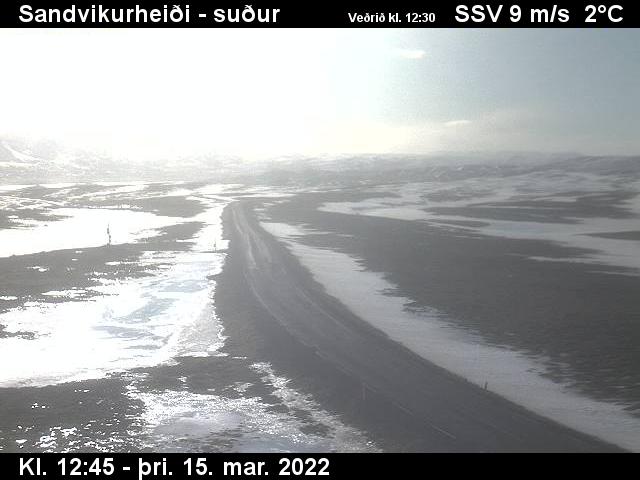 Sandvikurheiði - suður Veðrið kl. 12:30 SSV 9 m/s 2°C
Kl. 12:45 - þri. 15. mar. 2022